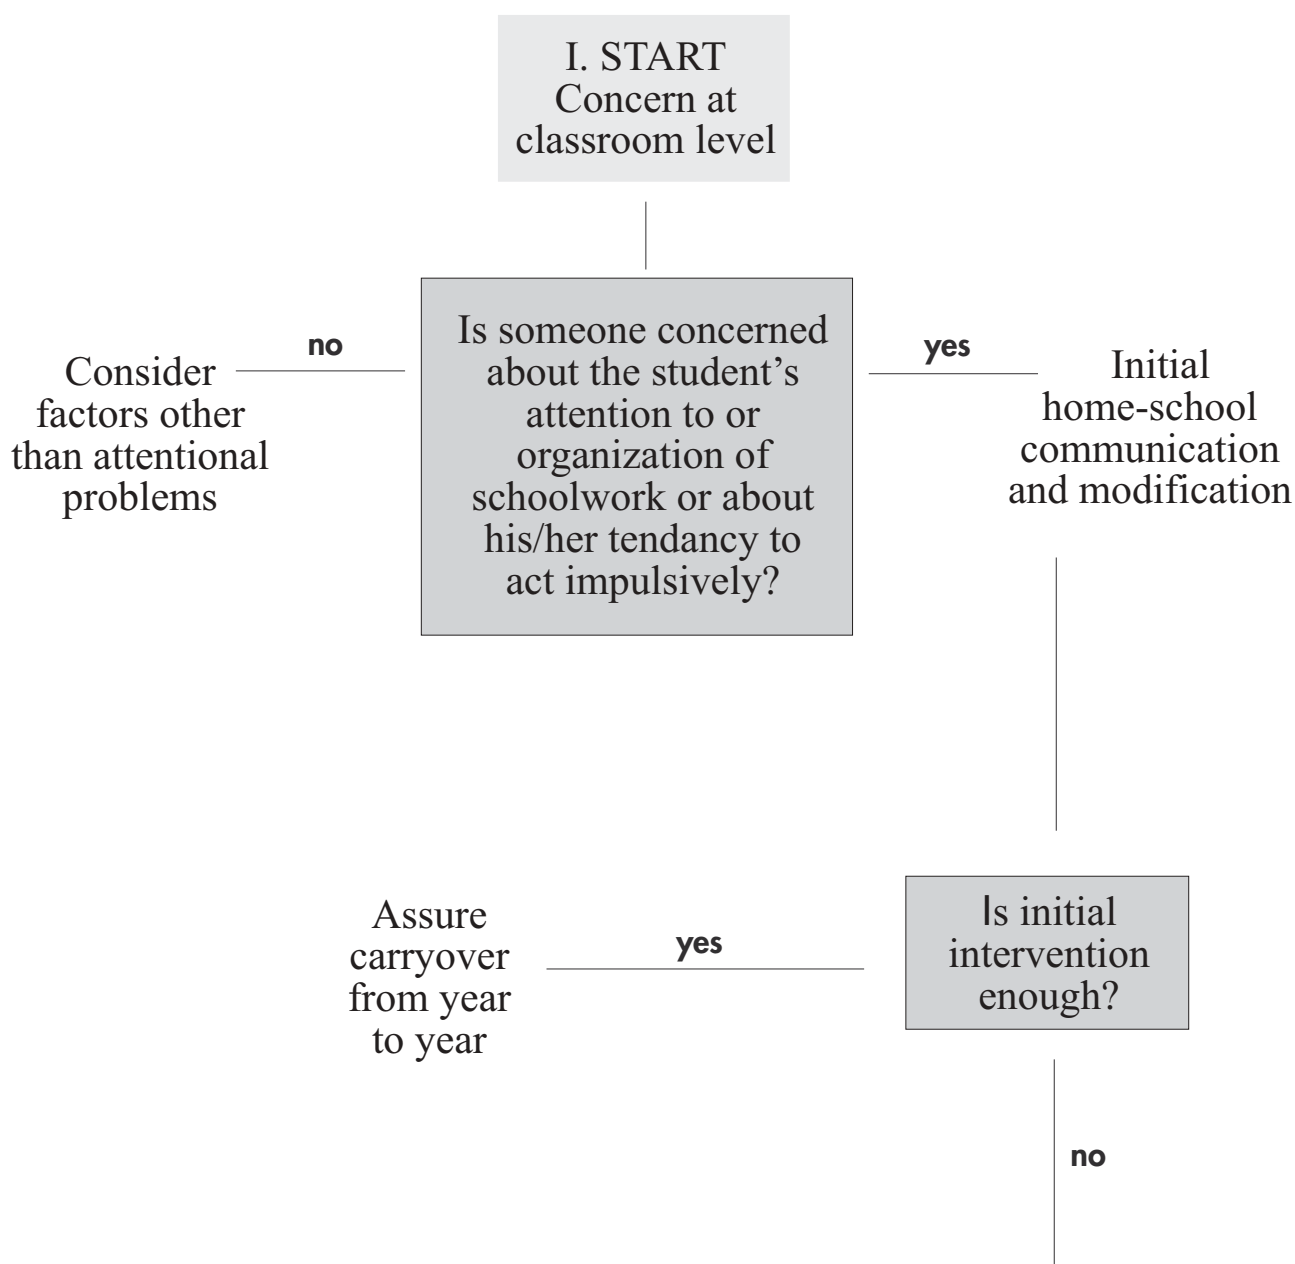 I. START
Concern at
classroom level
no
Consider
factors other
than attentional
problems
Is someone concerned
about the student’s
attention to or
organization of
schoolwork or about
his/her tendancy to
act impulsively?
yes
Initial
home-school
communication
and modification
Assure
carryover
from year
to year
yes
Is initial
intervention
enough?
no